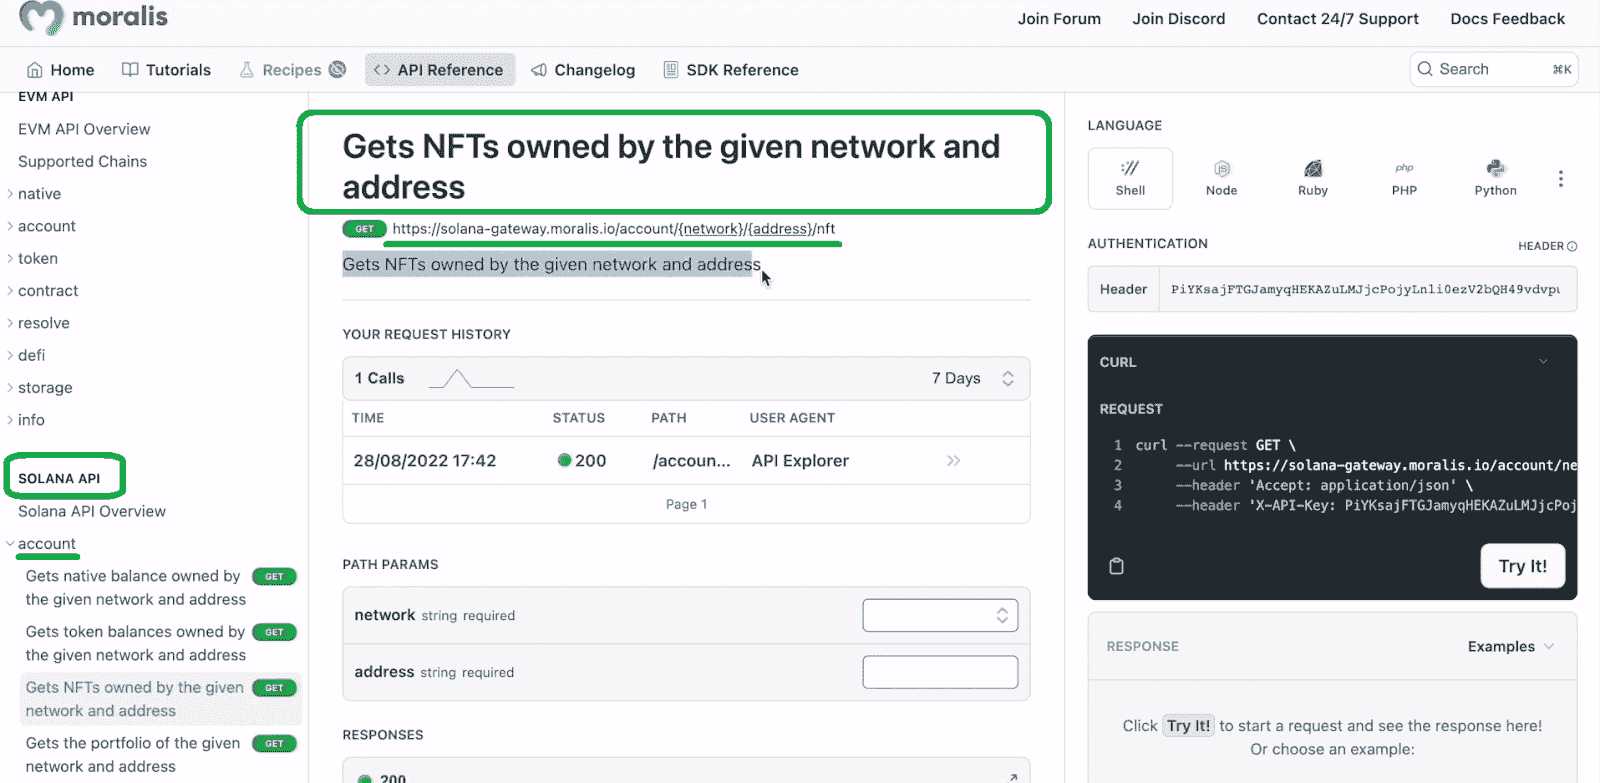 moralis
Join Forum
Join Discord
Contact 24/7 Support
Docs Feedback
Home
Tutorials
Recipes
API Reference
Changelog
SDK Reference
Search
⌘K
EVM API
EVM API Overview
Supported Chains
native
account
token
contract
resolve
defi
storage
info
SOLANA API
Solana API Overview
account
Gets native balance owned by
the given network and address
GET
Gets token balances owned by
the given network and address
GET
Gets NFTs owned by the given
network and address
GET
Gets the portfolio of the given
network and address
GET
Gets NFTs owned by the given network and
address
GET https://solana-gateway.moralis.io/account/{network}/{address}/nft
Gets NFTs owned by the given network and address
YOUR REQUEST HISTORY
1 Calls
7 Days
TIME STATUS PATH USER AGENT
28/08/2022 17:42 200 /accoun... API Explorer
Page 1
PATH PARAMS
network string required
address string required
RESPONSES
200
LANGUAGE
Shell
Node
Ruby
php
PHP
Python
AUTHENTICATION
HEADER
Header
CURL
REQUEST
1 curl --request GET \
2 --url https://solana-gateway.moralis.io/account/ne
3 --header 'Accept: application/json' \
4 --header 'X-API-Key:
Try It!
RESPONSE
Examples
Click Try It! to start a request and see the response here!
Or choose an example: